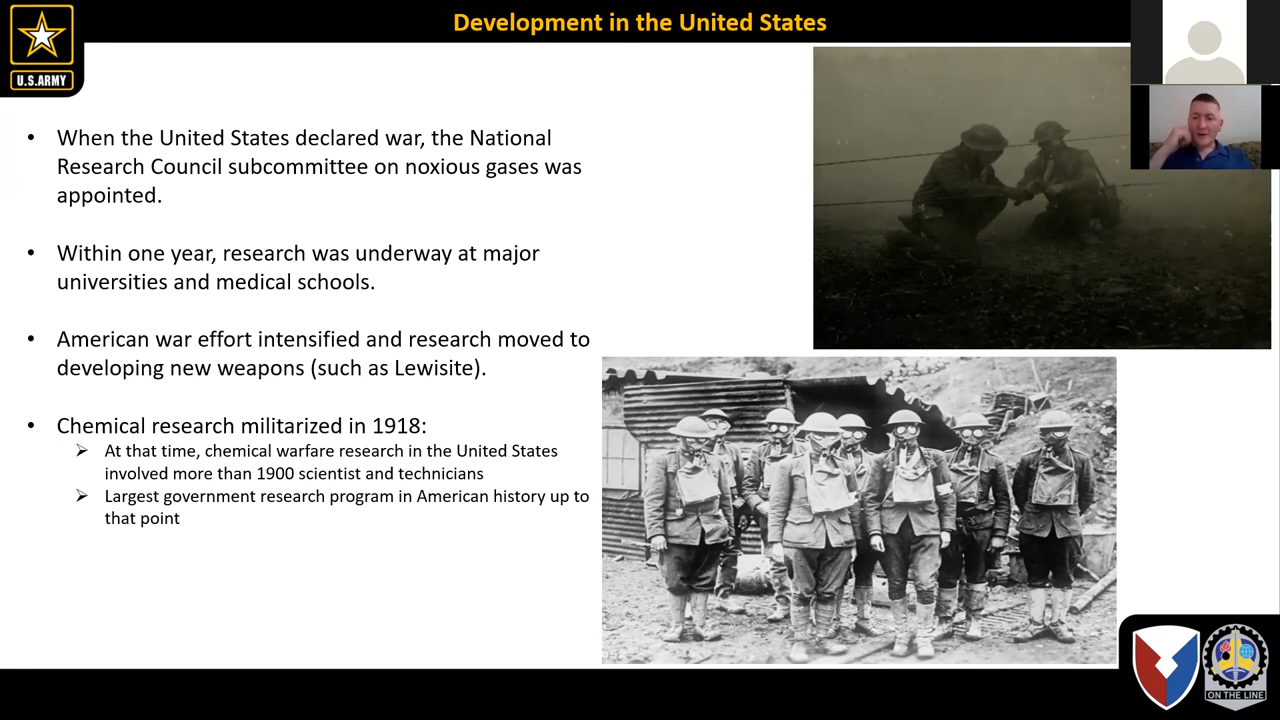 Development in the United States
U.S.ARMY
• When the United States declared war, the National
Research Council subcommittee on noxious gases was
appointed.
• Within one year, research was underway at major
universities and medical schools.
• American war effort intensified and research moved to
developing new weapons (such as Lewisite).
• Chemical research militarized in 1918:
➢ At that time, chemical warfare research in the United States
involved more than 1900 scientist and technicians
➢ Largest government research program in American history up to
that point
ON THE LINE